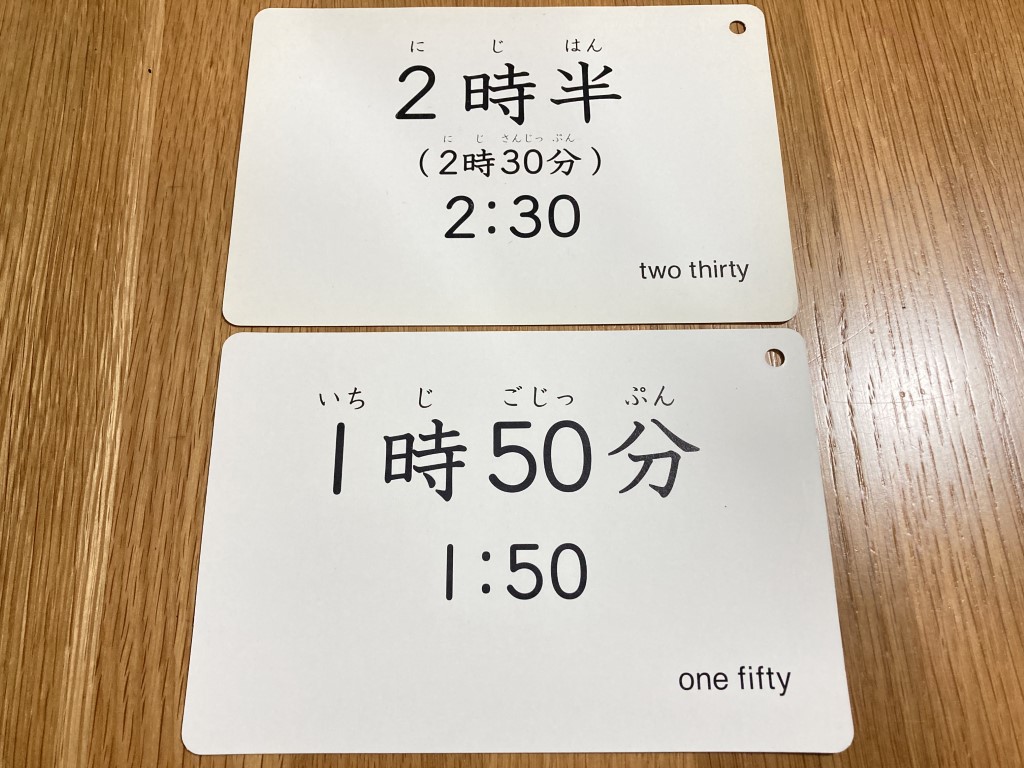 に じ はん
2時半
に じ さんじっ ぷん
(2時30分)
2:30
two thirty
いち じ ごじっ ぷん
1時50分
1:50
one fifty